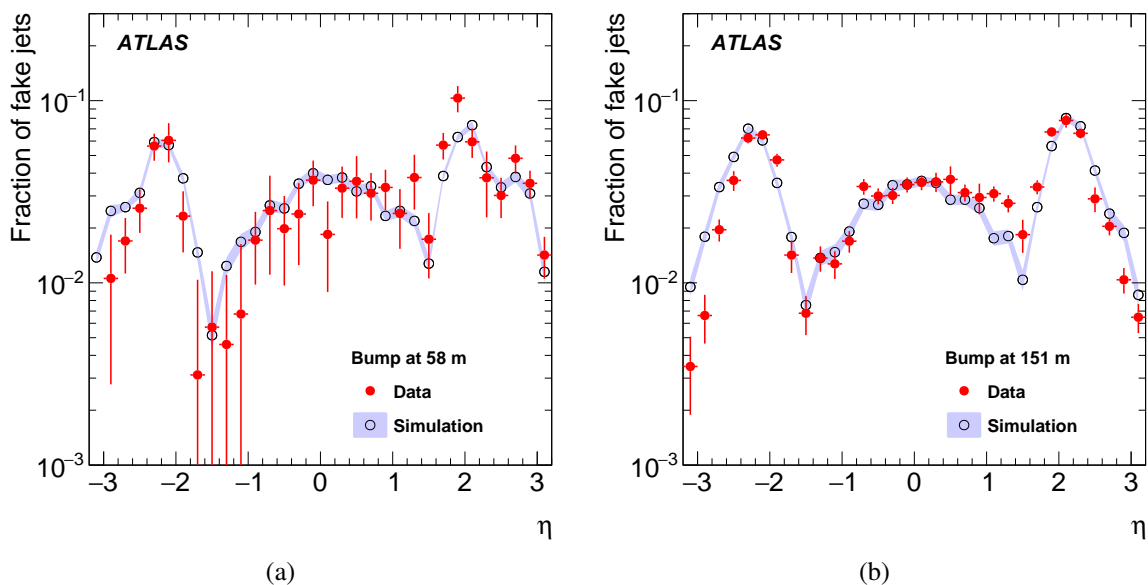 Fraction of fake jets
ATLAS
10⁻¹
10⁻²
10⁻³
Bump at 58 m
Data
Simulation
−3 −2 −1 0 1 2 3
η
(a)
Fraction of fake jets
ATLAS
10⁻¹
10⁻²
10⁻³
Bump at 151 m
Data
Simulation
−3 −2 −1 0 1 2 3
η
(b)